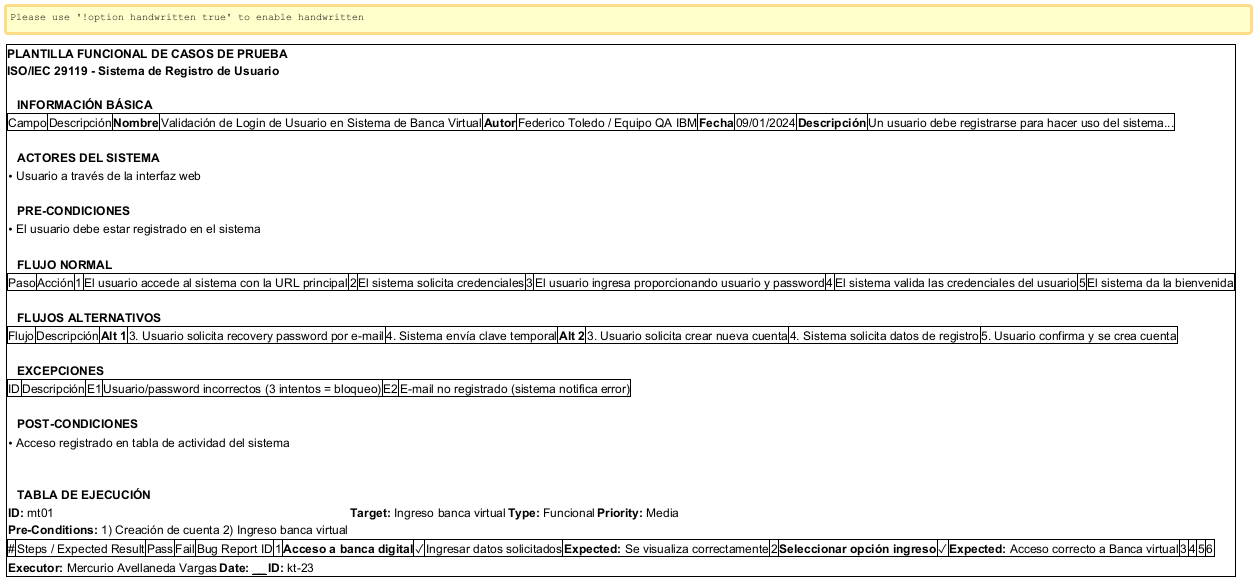 Please use '!option handwritten true' to enable handwritten
PLANTILLA FUNCIONAL DE CASOS DE PRUEBA
ISO/IEC 29119 - Sistema de Registro de Usuario
INFORMACIÓN BÁSICA
Campo Descripción Nombre Validación de Login de Usuario en Sistema de Banca Virtual Autor Federico Toledo / Equipo QA IBM Fecha 09/01/2024 Descripción Un usuario debe registrarse para hacer uso del sistema...
ACTORES DEL SISTEMA
• Usuario a través de la interfaz web
PRE-CONDICIONES
• El usuario debe estar registrado en el sistema
FLUJO NORMAL
Paso Acción 1 El usuario accede al sistema con la URL principal 2 El sistema solicita credenciales 3 El usuario ingresa proporcionando usuario y password 4 El sistema valida las credenciales del usuario 5 El sistema da la bienvenida
FLUJOS ALTERNATIVOS
Flujo Descripción Alt 1 3. Usuario solicita recovery password por e-mail 4. Sistema envía clave temporal Alt 2 3. Usuario solicita crear nueva cuenta 4. Sistema solicita datos de registro 5. Usuario confirma y se crea cuenta
EXCEPCIONES
ID Descripción E1 Usuario/password incorrectos (3 intentos = bloqueo) E2 E-mail no registrado (sistema notifica error)
POST-CONDICIONES
• Acceso registrado en tabla de actividad del sistema
TABLA DE EJECUCIÓN
ID: mt01 Target: Ingreso banca virtual Type: Funcional Priority: Media
Pre-Conditions: 1) Creación de cuenta 2) Ingreso banca virtual
# Steps / Expected Result Pass Fail Bug Report ID 1 Acceso a banca digital ✓ Ingresar datos solicitados Expected: Se visualiza correctamente 2 Seleccionar opción ingreso ✓ Expected: Acceso correcto a Banca virtual 3 4 5 6
Executor: Mercurio Avellaneda Vargas Date: __ ID: kt-23